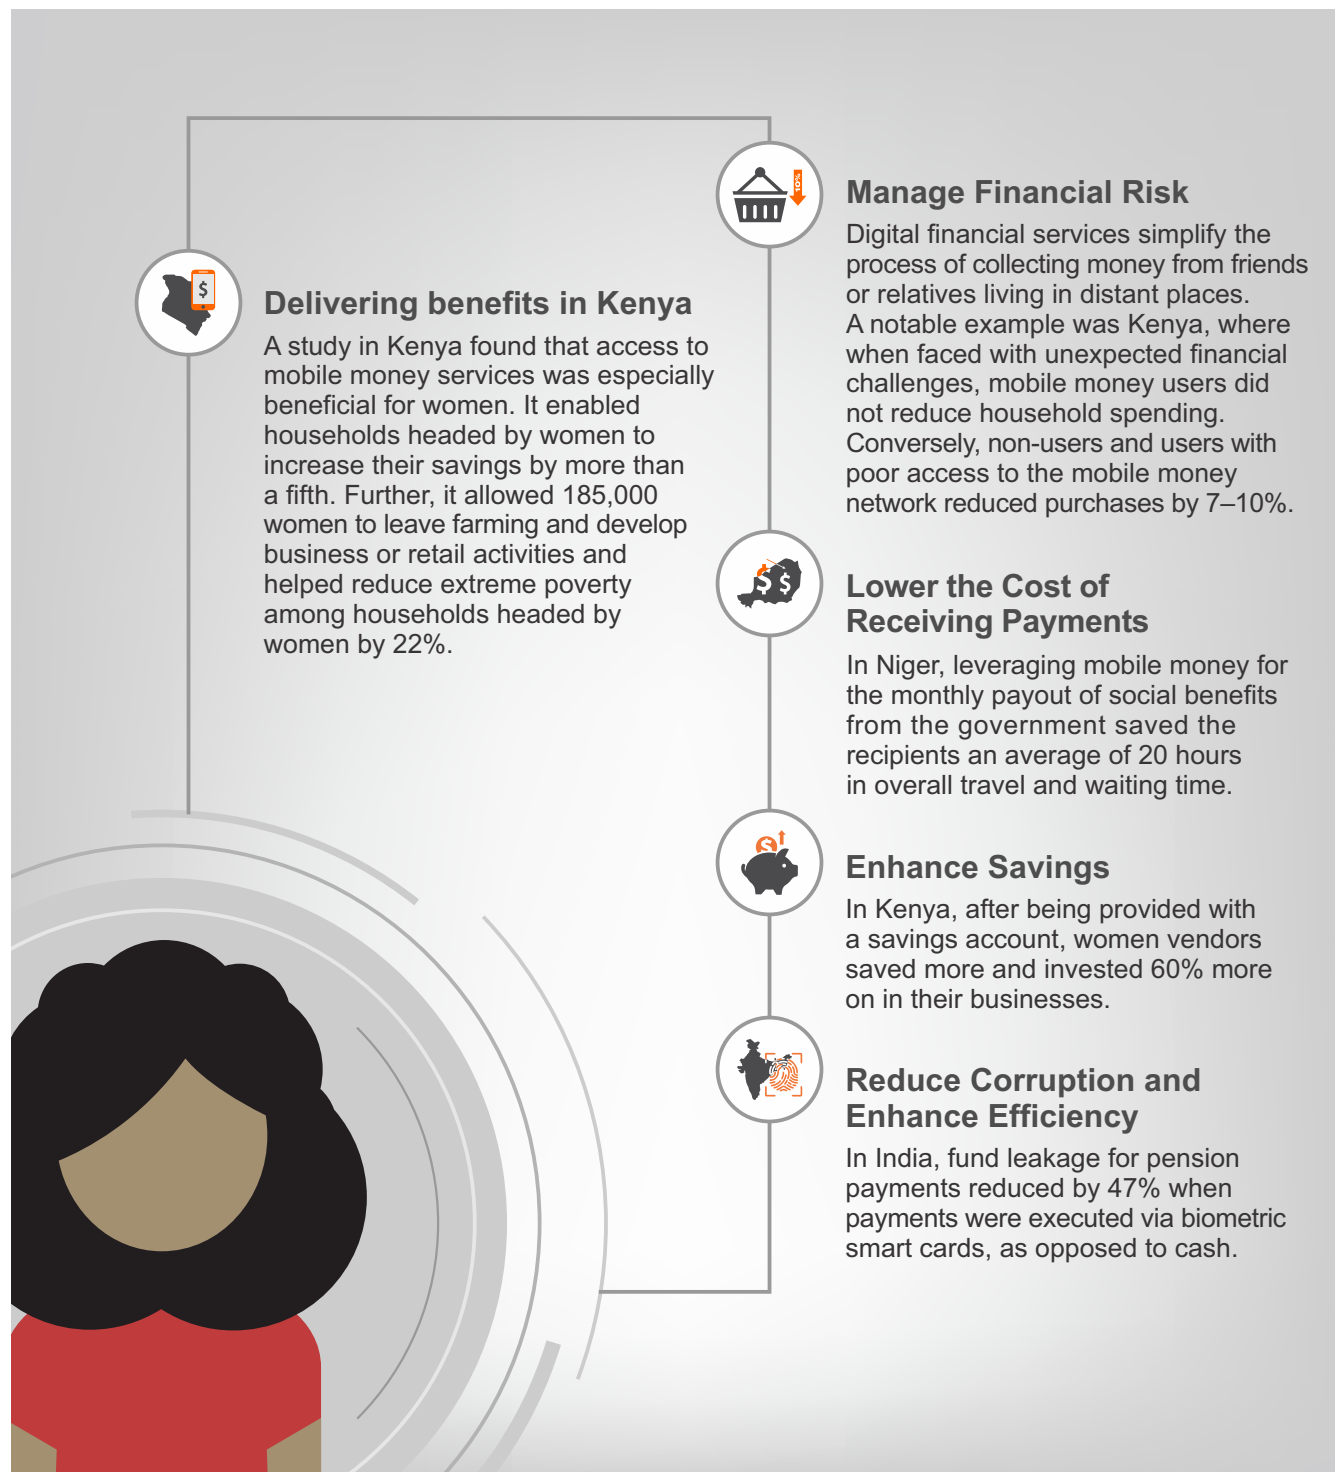 Delivering benefits in Kenya
A study in Kenya found that access to
mobile money services was especially
beneficial for women. It enabled
households headed by women to
increase their savings by more than
a fifth. Further, it allowed 185,000
women to leave farming and develop
business or retail activities and
helped reduce extreme poverty
among households headed by
women by 22%.
10%
Manage Financial Risk
Digital financial services simplify the
process of collecting money from friends
or relatives living in distant places.
A notable example was Kenya, where
when faced with unexpected financial
challenges, mobile money users did
not reduce household spending.
Conversely, non-users and users with
poor access to the mobile money
network reduced purchases by 7–10%.
Lower the Cost of
Receiving Payments
In Niger, leveraging mobile money for
the monthly payout of social benefits
from the government saved the
recipients an average of 20 hours
in overall travel and waiting time.
Enhance Savings
In Kenya, after being provided with
a savings account, women vendors
saved more and invested 60% more
on in their businesses.
Reduce Corruption and
Enhance Efficiency
In India, fund leakage for pension
payments reduced by 47% when
payments were executed via biometric
smart cards, as opposed to cash.